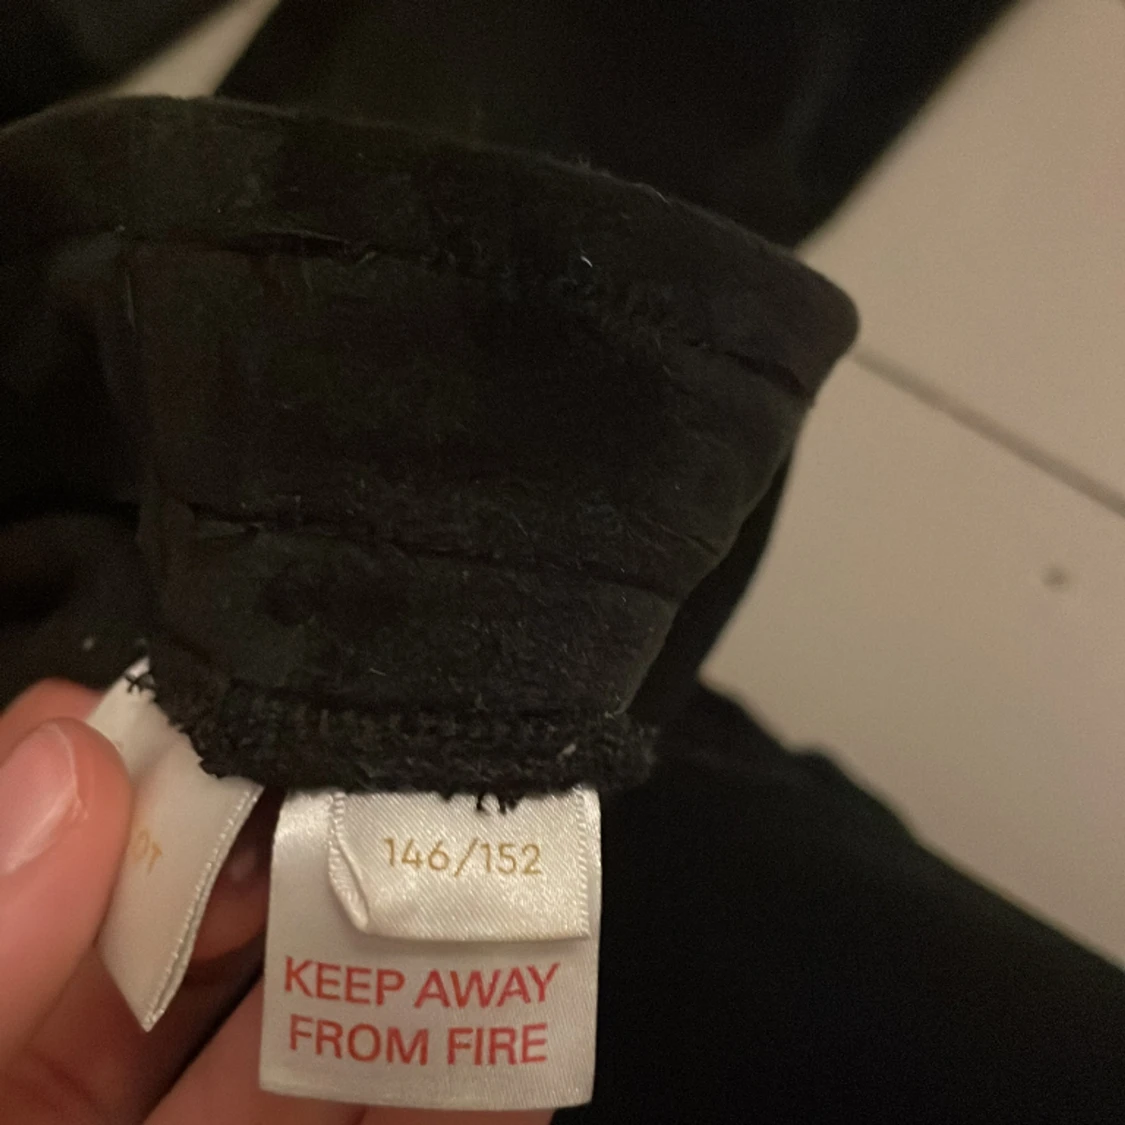 146/152
KEEP AWAY
FROM FIRE